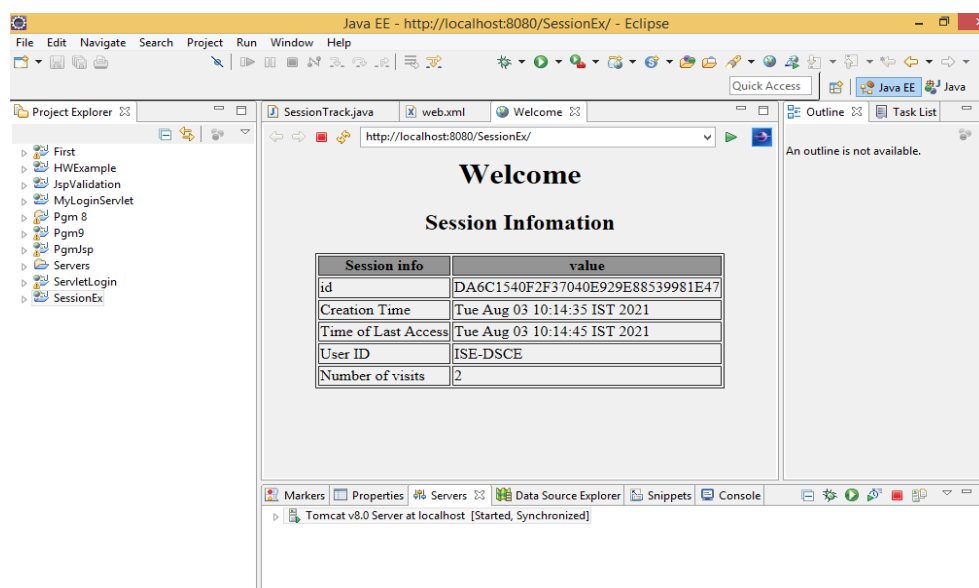 Java EE - http://localhost:8080/SessionEx/ - Eclipse
File Edit Navigate Search Project Run Window Help
Quick Access
Java EE
Java
Project Explorer
SessionTrack.java
web.xml
Welcome
Outline
Task List
http://localhost:8080/SessionEx/
An outline is not available.
First
HWExample
JspValidation
MyLoginServlet
Pgm 8
Pgm9
PgmJsp
Servers
ServletLogin
SessionEx
Welcome
Session Infomation
Session info value
id DA6C1540F2F37040E929E88539981E47
Creation Time Tue Aug 03 10:14:35 IST 2021
Time of Last Access Tue Aug 03 10:14:45 IST 2021
User ID ISE-DSCE
Number of visits 2
Markers Properties Servers Data Source Explorer Snippets Console
Tomcat v8.0 Server at localhost [Started, Synchronized]